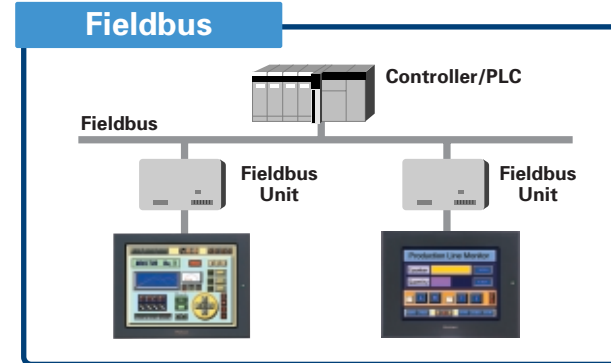 Fieldbus
Controller/PLC
Fieldbus
Fieldbus
Unit
Fieldbus
Unit
Production Line Monitor